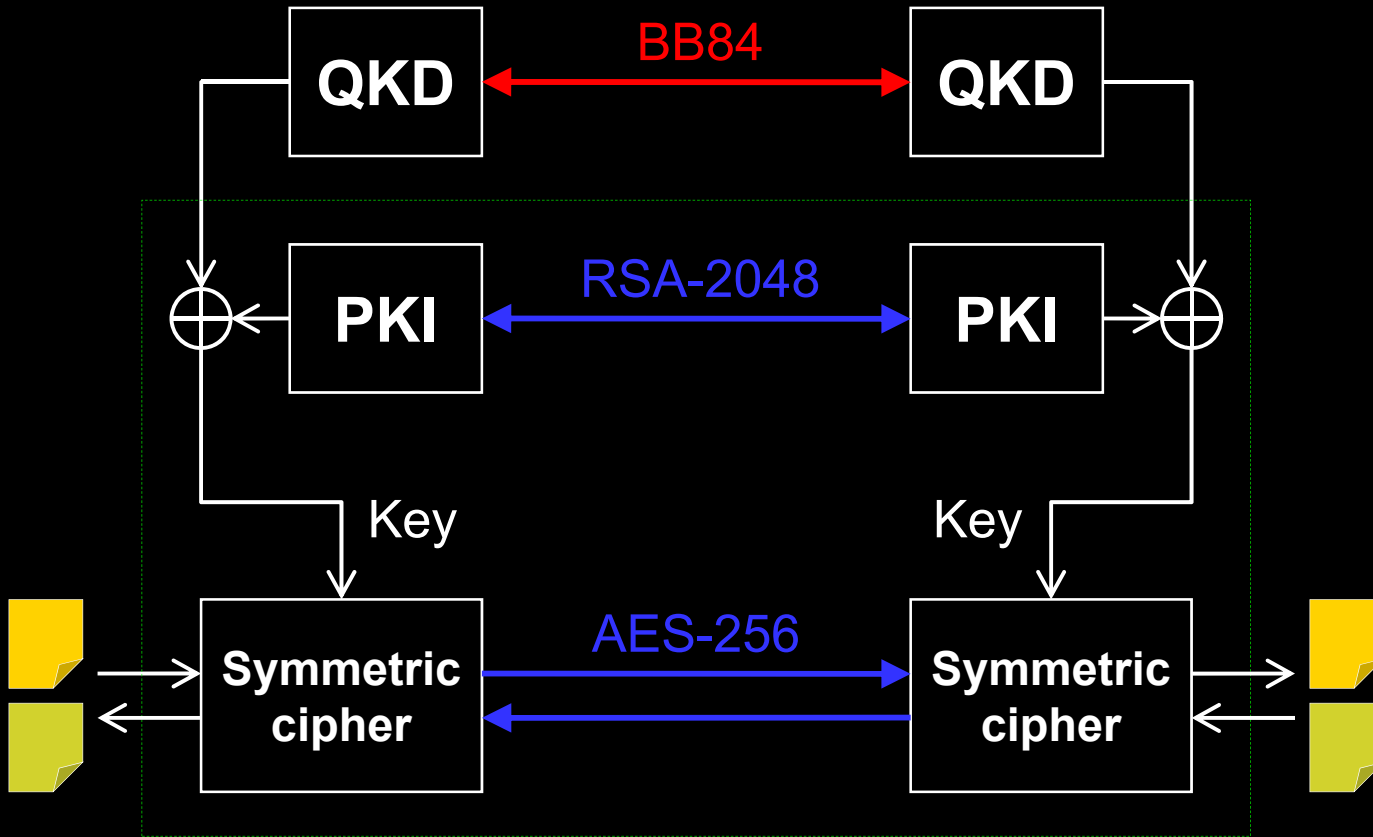 QKD
BB84
QKD
PKI
RSA-2048
PKI
Key
Key
Symmetric
cipher
AES-256
Symmetric
cipher